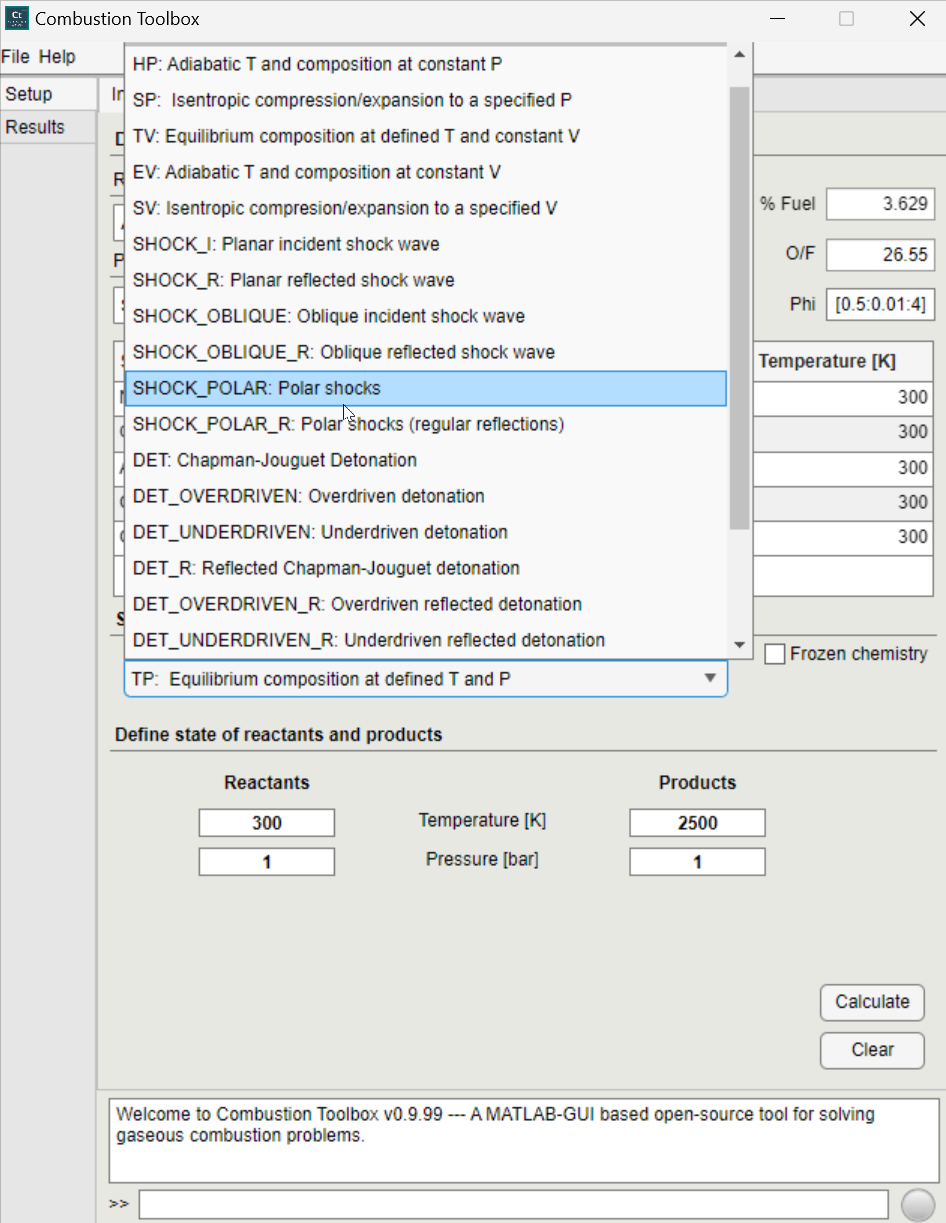 Ct
Combustion Toolbox
File Help
Setup
Results
HP: Adiabatic T and composition at constant P
SP: Isentropic compression/expansion to a specified P
TV: Equilibrium composition at defined T and constant V
EV: Adiabatic T and composition at constant V
SV: Isentropic compresion/expansion to a specified V
SHOCK_I: Planar incident shock wave
SHOCK_R: Planar reflected shock wave
SHOCK_OBLIQUE: Oblique incident shock wave
SHOCK_OBLIQUE_R: Oblique reflected shock wave
SHOCK_POLAR: Polar shocks
SHOCK_POLAR_R: Polar shocks (regular reflections)
DET: Chapman-Jouguet Detonation
DET_OVERDRIVEN: Overdriven detonation
DET_UNDERDRIVEN: Underdriven detonation
DET_R: Reflected Chapman-Jouguet detonation
DET_OVERDRIVEN_R: Overdriven reflected detonation
DET_UNDERDRIVEN_R: Underdriven reflected detonation
TP: Equilibrium composition at defined T and P
% Fuel 3.629
O/F 26.55
Phi [0.5:0.01:4]
Temperature [K]
300
300
300
300
300
Frozen chemistry
Define state of reactants and products
Reactants Products
300 Temperature [K] 2500
1 Pressure [bar] 1
Calculate
Clear
Welcome to Combustion Toolbox v0.9.99 --- A MATLAB-GUI based open-source tool for solving
gaseous combustion problems.
>>